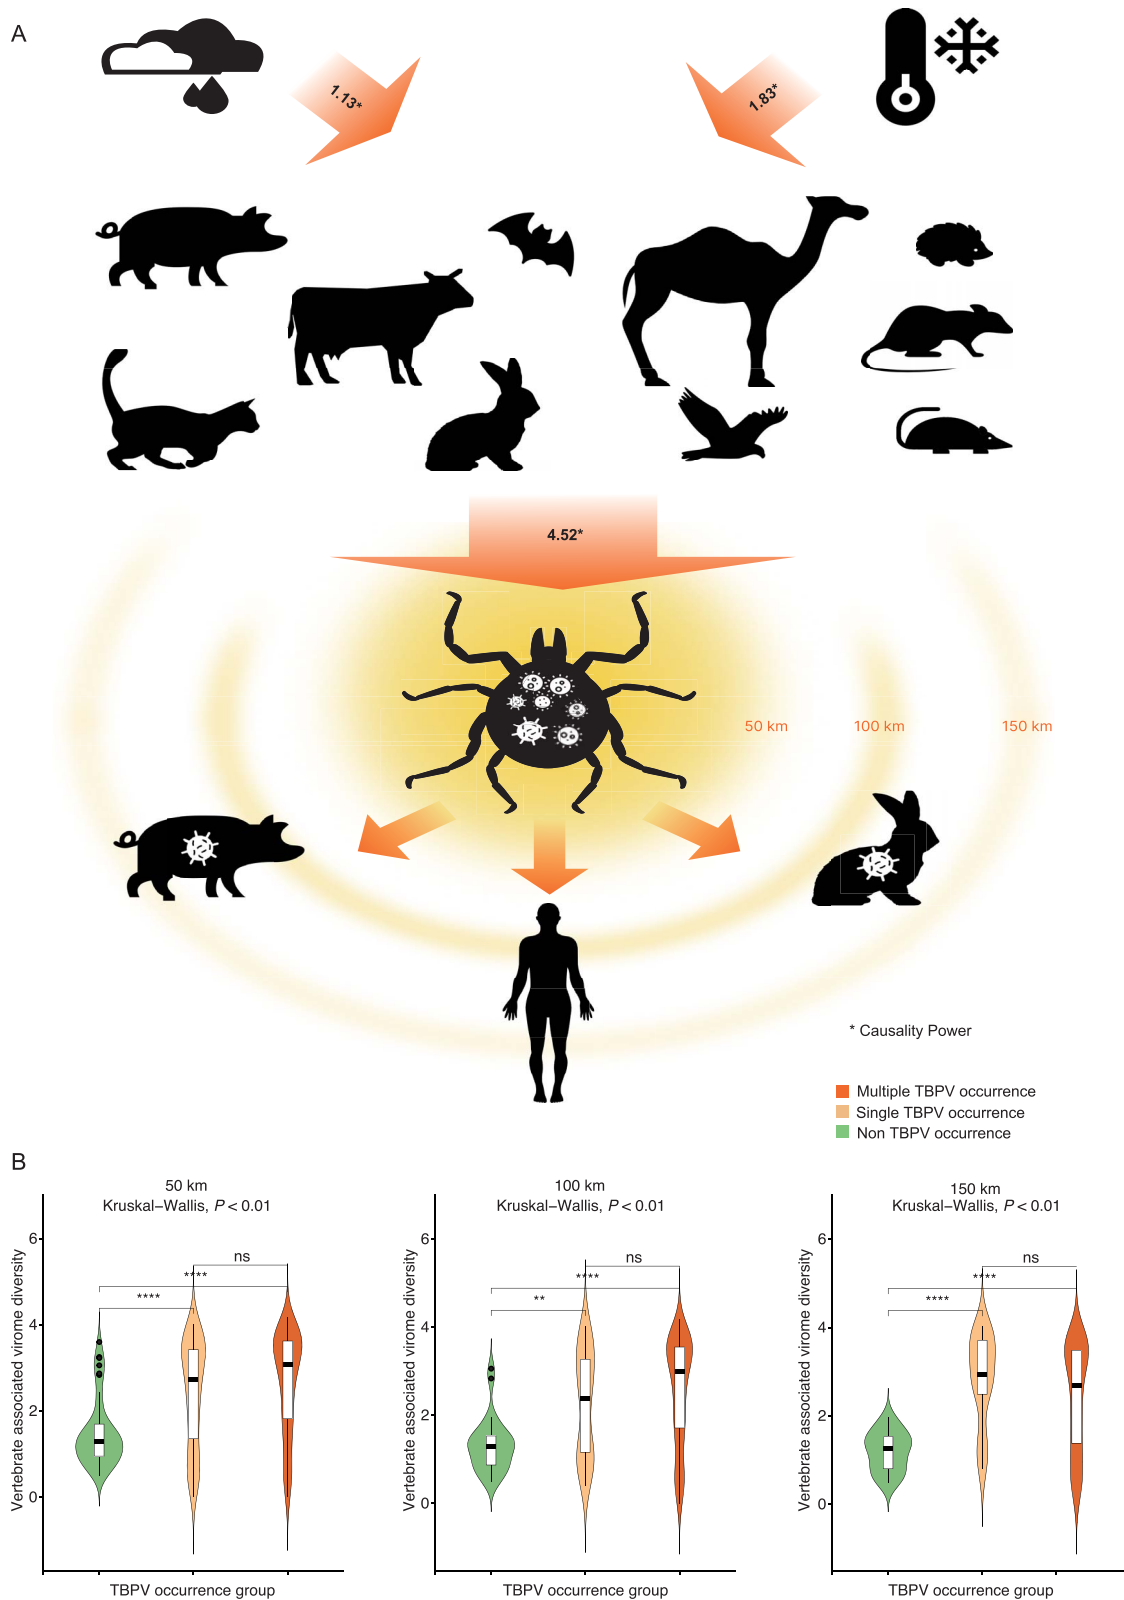 A
1.13*
1.83*
4.52*
50 km
100 km
150 km
* Causality Power
Multiple TBPV occurrence
Single TBPV occurrence
Non TBPV occurrence
B
50 km
Kruskal–Wallis, P < 0.01
Vertebrate associated virome diversity
6
4
2
0
ns
****
****
TBPV occurrence group
100 km
Kruskal–Wallis, P < 0.01
Vertebrate associated virome diversity
6
4
2
0
ns
****
**
TBPV occurrence group
150 km
Kruskal–Wallis, P < 0.01
Vertebrate associated virome diversity
6
4
2
0
ns
****
****
TBPV occurrence group